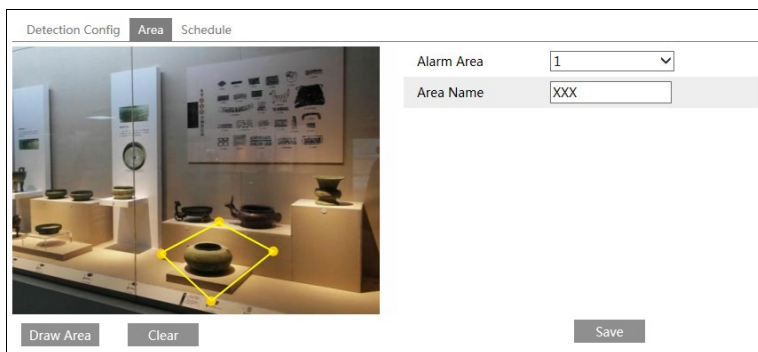 Detection Config Area Schedule
Alarm Area 1
Area Name XXX
Draw Area Clear Save